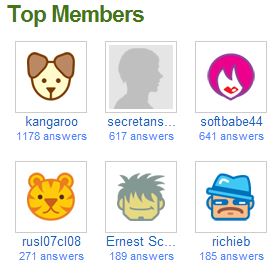 Top Members
kangaroo secretans... softbabe44
1178 answers 617 answers 641 answers
rusl07cl08 Ernest Sc... richieb
271 answers 189 answers 185 answers